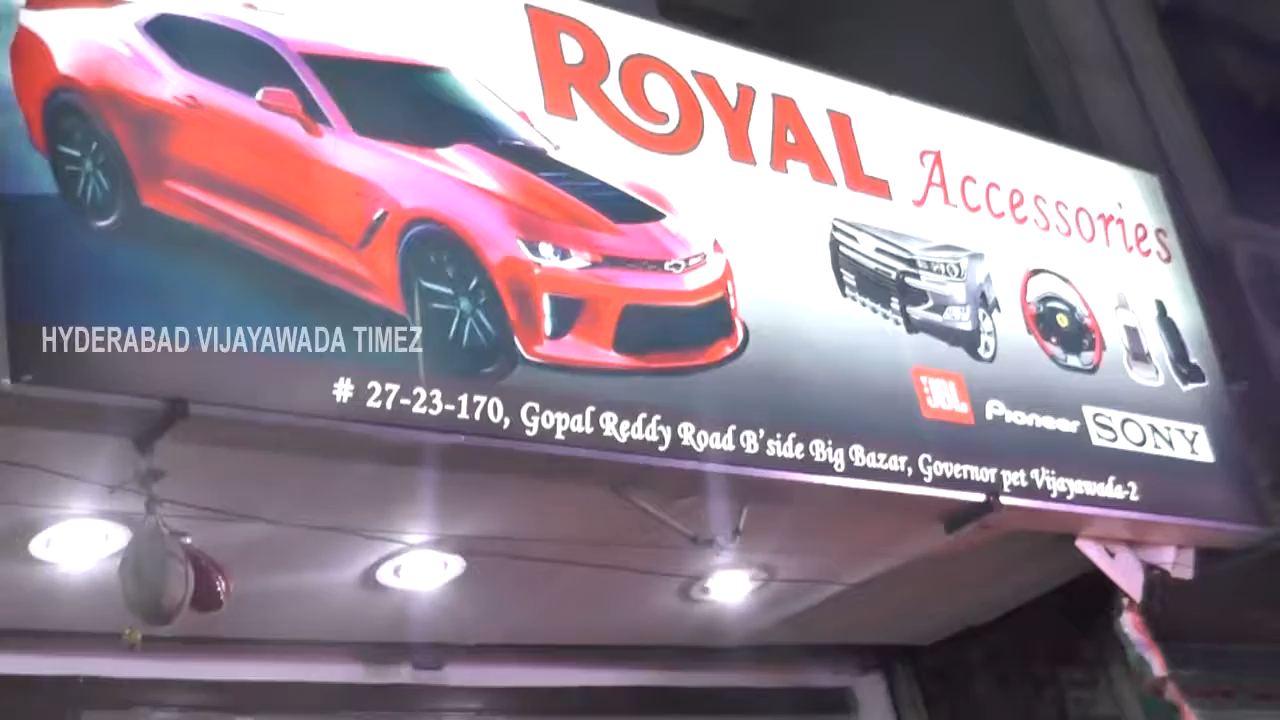 ROYAL Accessories
HYDERABAD VIJAYAWADA TIMEZ
JBL Pioneer SONY
# 27-23-170, Gopal Reddy Road B'side Big Bazar, Governor pet Vijayawada-2